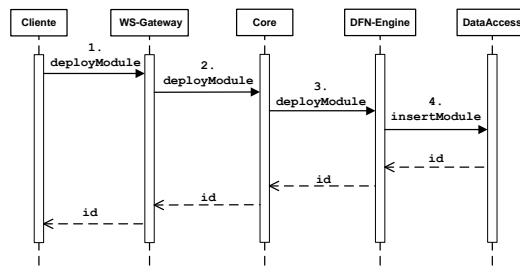 Cliente
WS-Gateway
Core
DFN-Engine
DataAccess
1.
deployModule
2.
deployModule
3.
deployModule
4.
insertModule
id
id
id
id